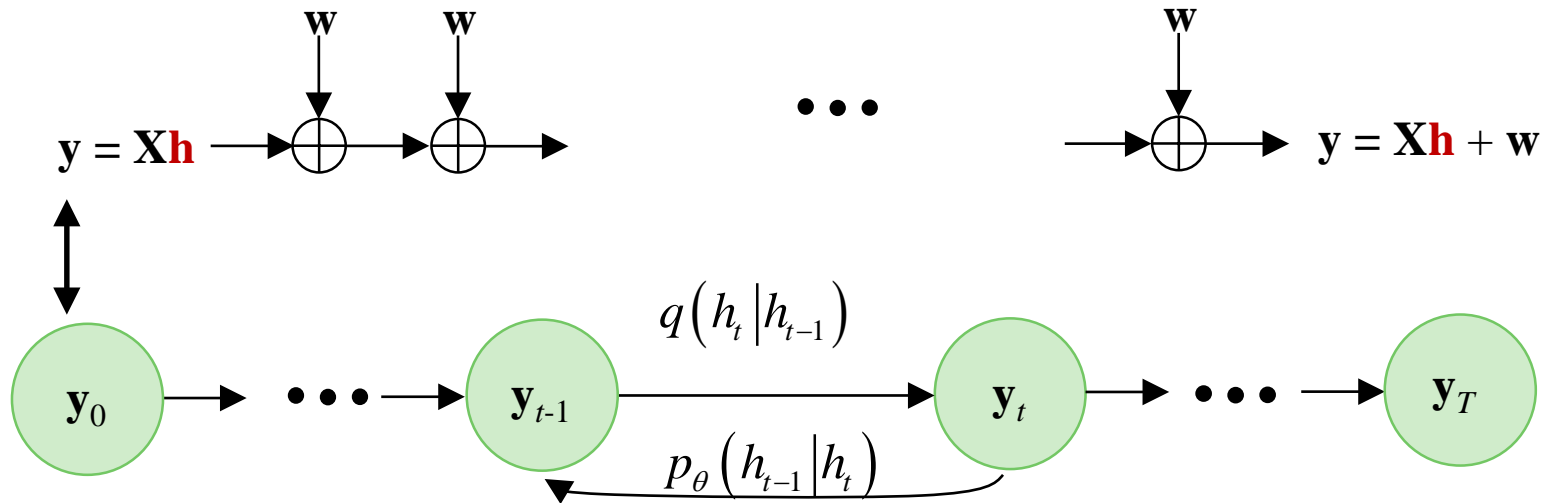 w w w
y = Xh ••• y = Xh + w
q(h_t|h_{t-1})
y_0 ••• y_{t-1} y_t ••• y_T
p_θ(h_{t-1}|h_t)